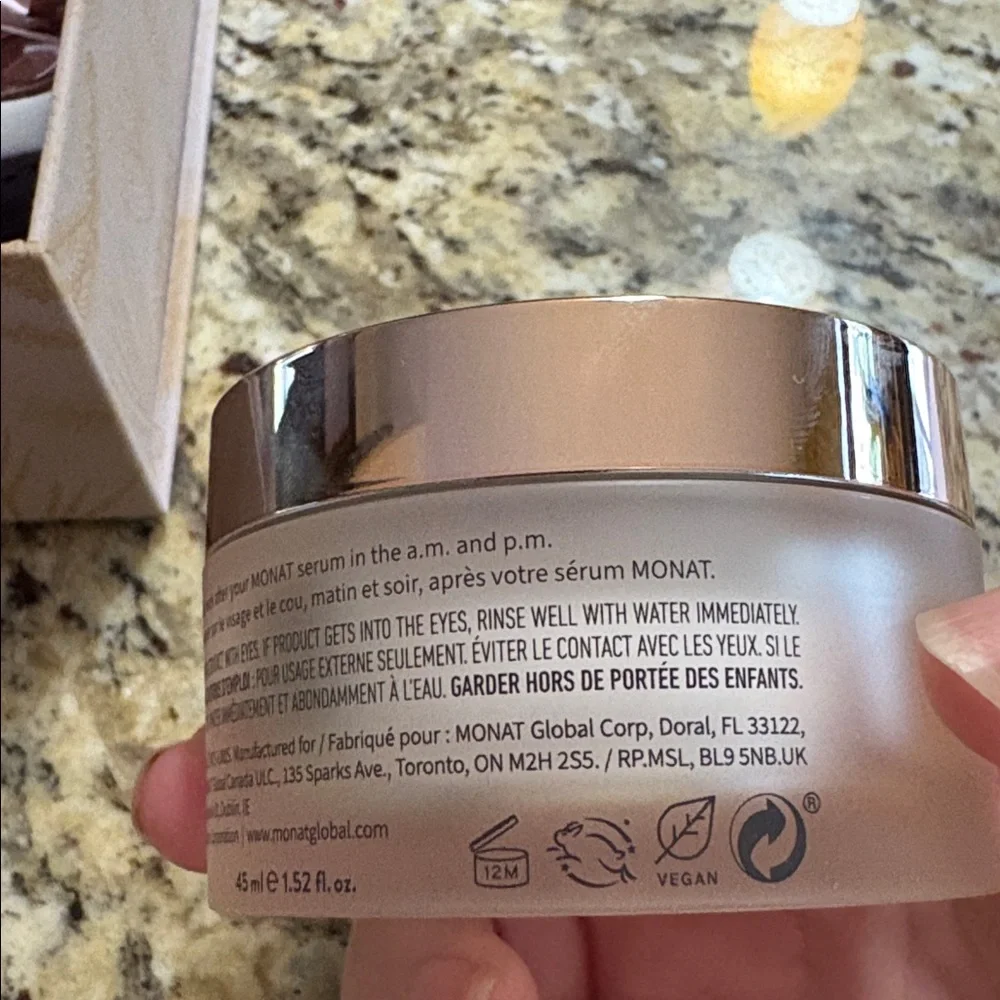 after your MONAT serum in the a.m. and p.m.
le visage et le cou, matin et soir, après votre sérum MONAT.
WITH EYES. IF PRODUCT GETS INTO THE EYES, RINSE WELL WITH WATER IMMEDIATELY.
D'EMPLOI : POUR USAGE EXTERNE SEULEMENT. ÉVITER LE CONTACT AVEC LES YEUX. SI LE
IMMÉDIATEMENT ET ABONDAMMENT À L'EAU. GARDER HORS DE PORTÉE DES ENFANTS.
Manufactured for / Fabriqué pour : MONAT Global Corp, Doral, FL 33122,
Global Canada ULC., 135 Sparks Ave., Toronto, ON M2H 2S5. / RP.MSL, BL9 5NB.UK
Dublin, IE
| www.monatglobal.com
45 ml ℮ 1.52 fl. oz.
12M
VEGAN
®